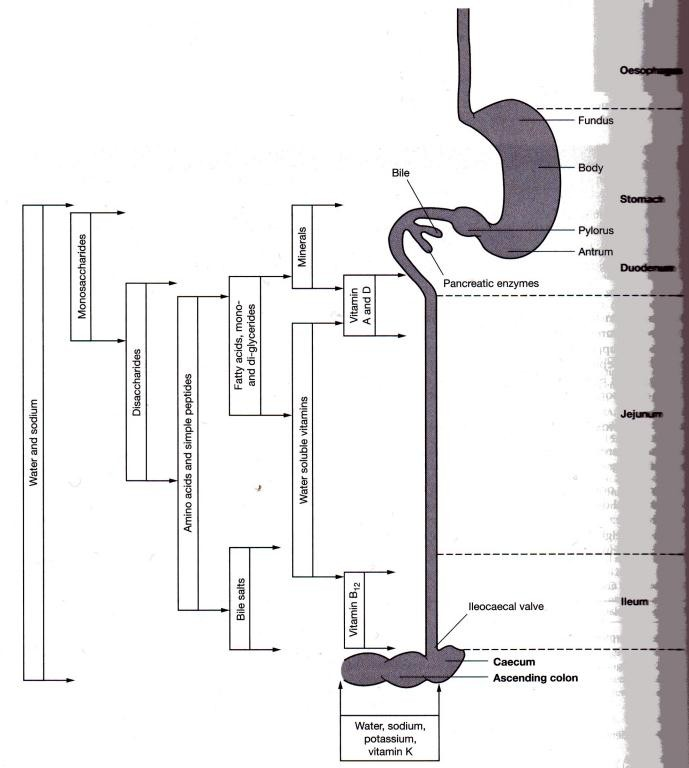 Oesophagus
Fundus
Body
Bile
Stomach
Pylorus
Antrum
Duodenum
Pancreatic enzymes
Minerals
Monosaccharides
Vitamin
A and D
Fatty acids, mono-
and di-glycerides
Disaccharides
Amino acids and simple peptides
Water and sodium
Water soluble vitamins
Jejunum
Bile salts
Vitamin B12
Ileum
Ileocaecal valve
Caecum
Ascending colon
Water, sodium,
potassium,
vitamin K